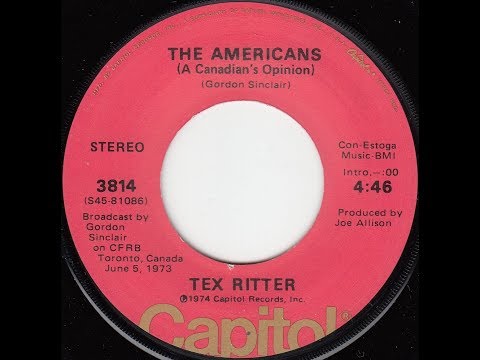 THE AMERICANS
(A Canadian's Opinion)
(Gordon Sinclair)
STEREO
3814
(S45-81086)
Broadcast by
Gordon
Sinclair
on CFRB
Toronto, Canada
June 5, 1973
Con-Estoga
Music-BMI
Intro.-:00
4:46
Produced by
Joe Allison
TEX RITTER
℗1974 Capitol Records, Inc.
Capitol